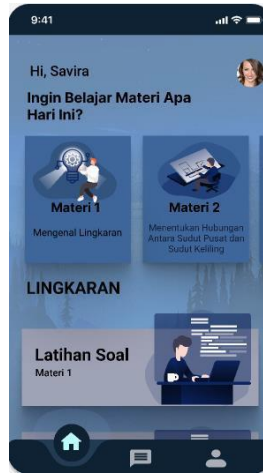 9:41
Hi, Savira
Ingin Belajar Materi Apa
Hari Ini?
Materi 1
Mengenal Lingkaran
Materi 2
Menentukan Hubungan
Antara Sudut Pusat dan
Sudut Keliling
LINGKARAN
Latihan Soal
Materi 1